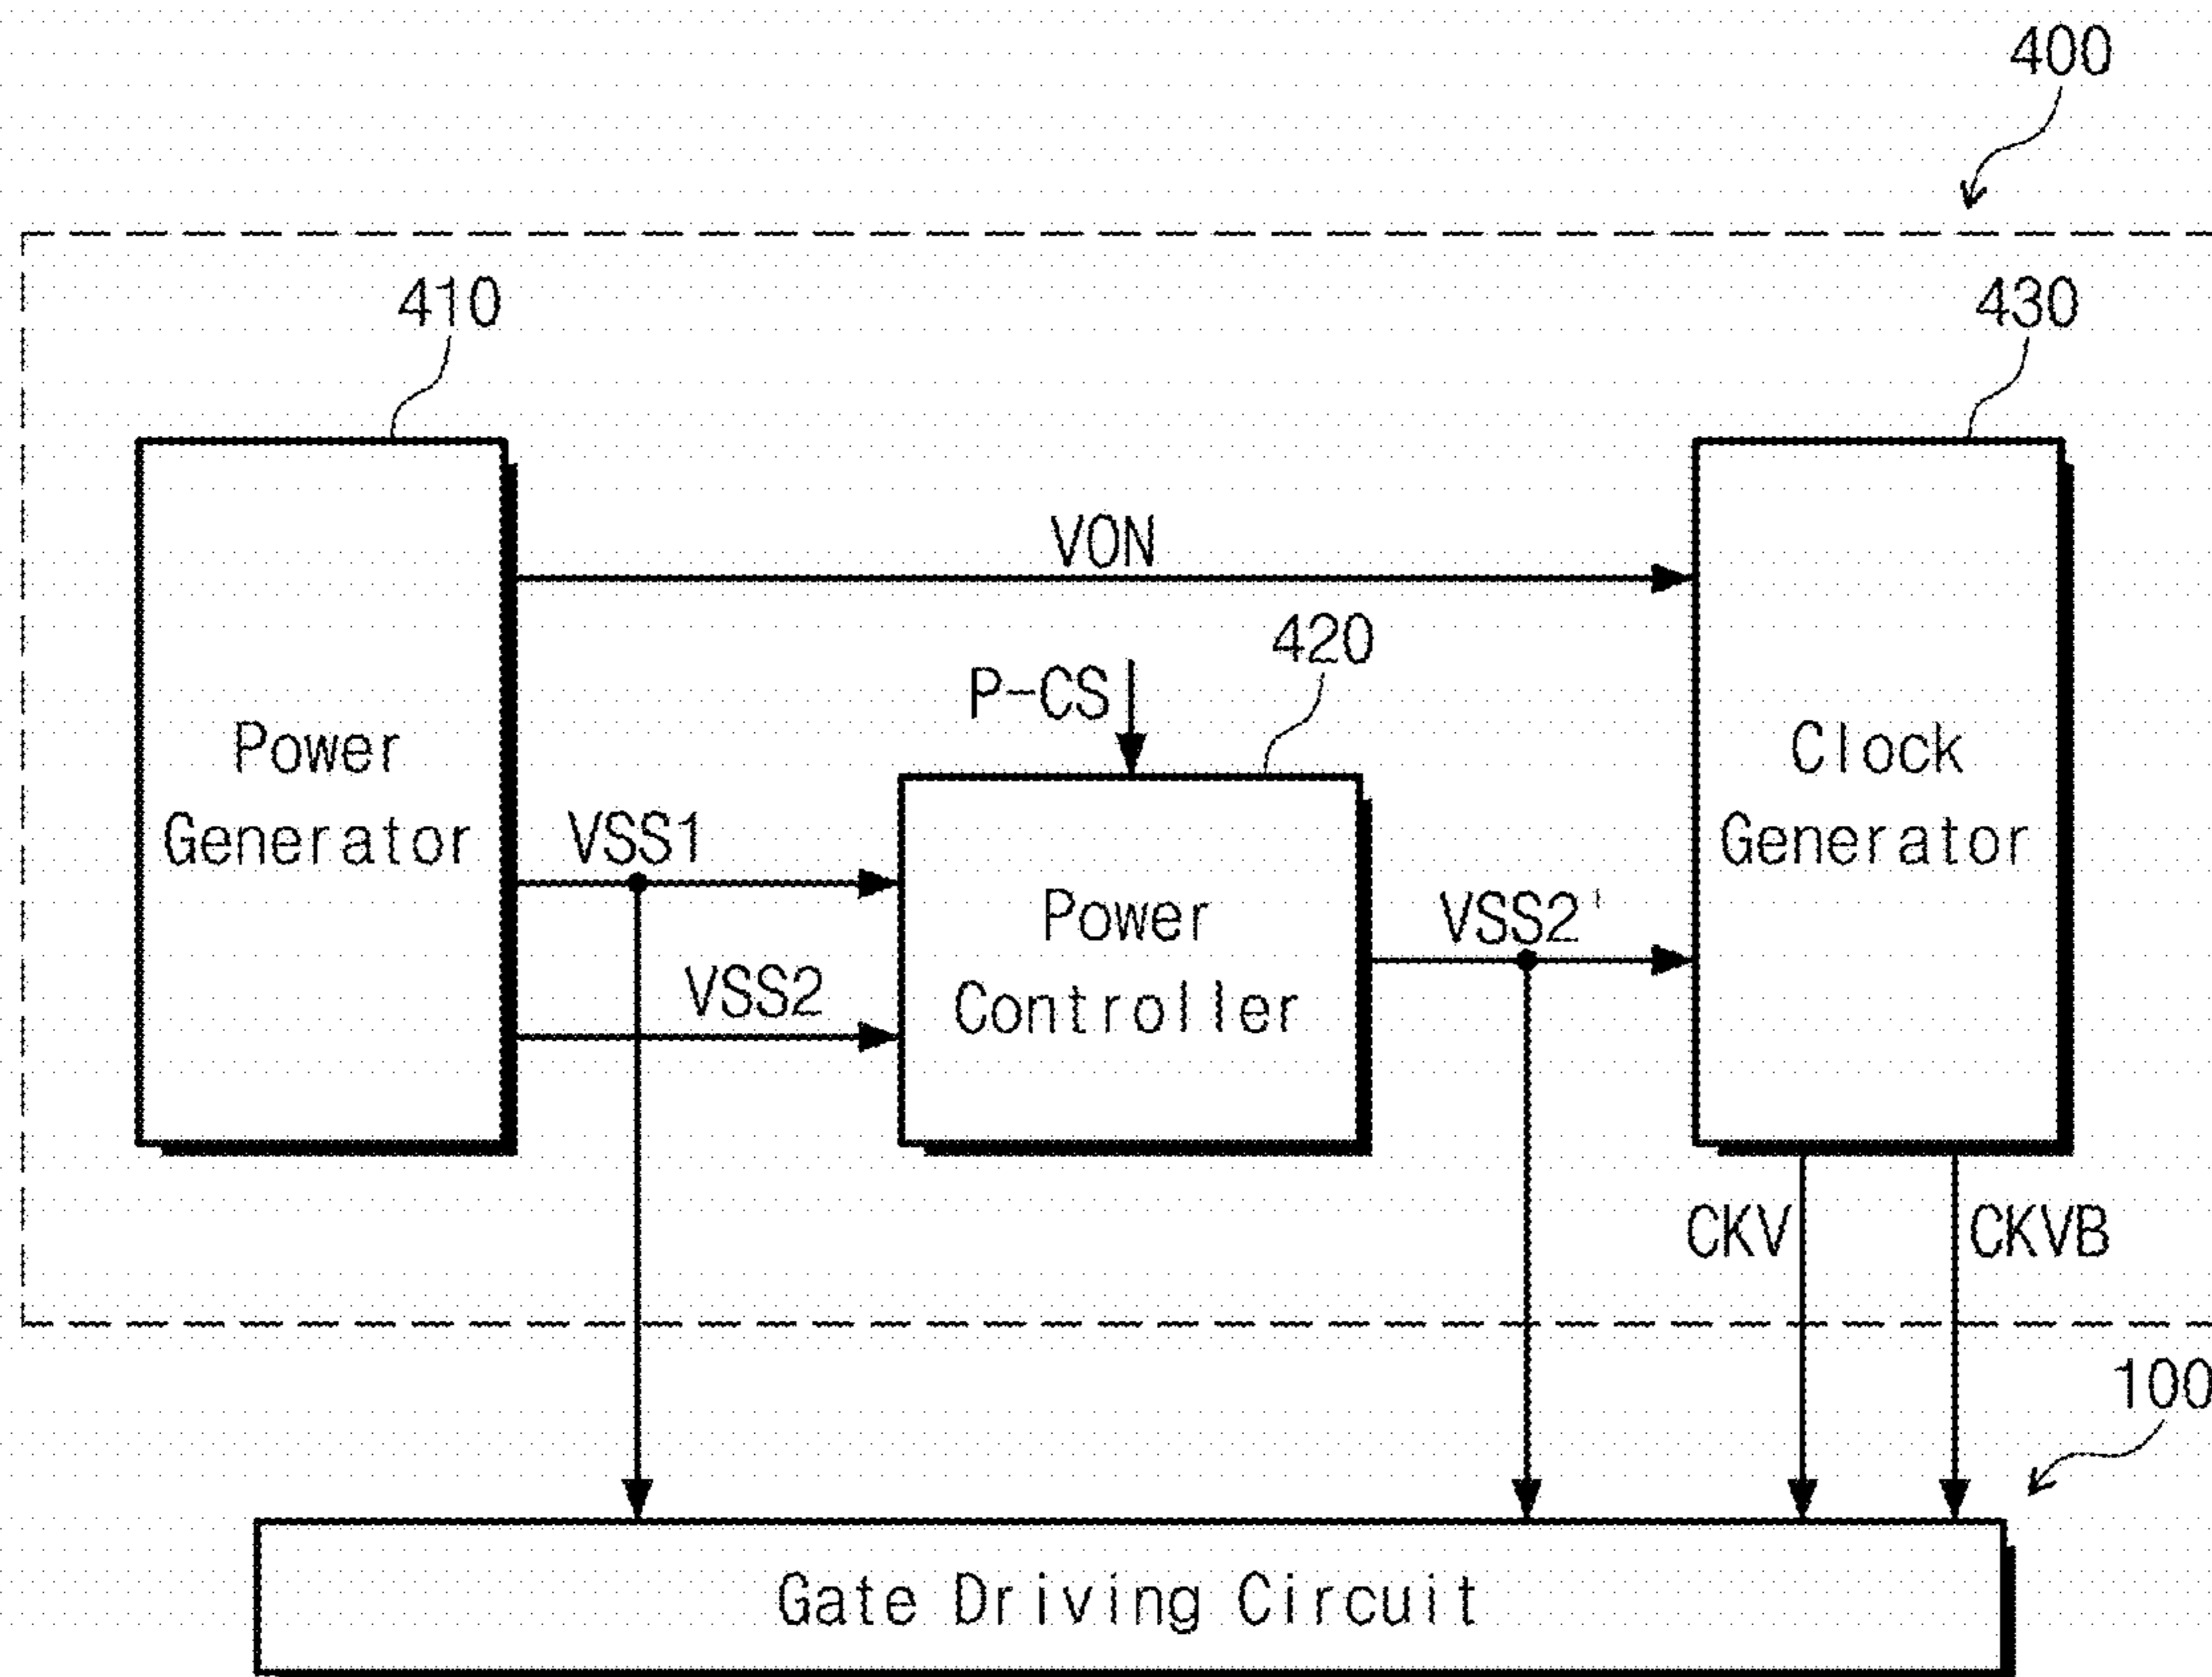 400
410
430
VON
420
P-CS
Power
Generator
Clock
Generator
VSS1
Power
Controller
VSS2'
VSS2
CKV
CKVB
100
Gate Driving Circuit